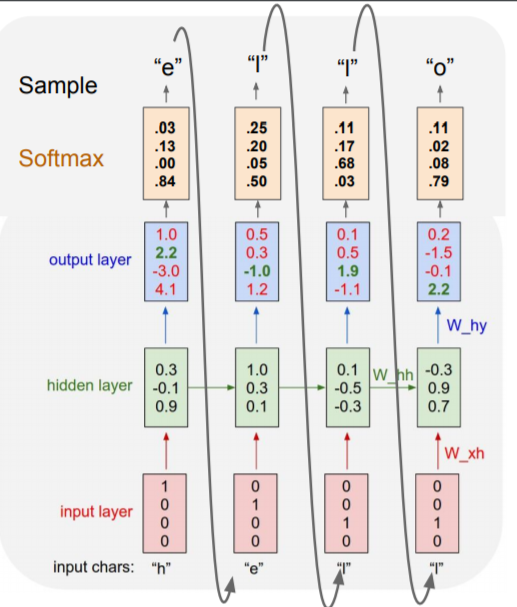 Sample “e” “l” “l” “o”
Softmax
.03 .25 .11 .11
.13 .20 .17 .02
.00 .05 .68 .08
.84 .50 .03 .79
output layer
1.0 0.5 0.1 0.2
2.2 0.3 0.5 -1.5
-3.0 -1.0 1.9 -0.1
4.1 1.2 -1.1 2.2
W_hy
hidden layer
0.3 1.0 0.1 -0.3
-0.1 0.3 -0.5 W_hh 0.9
0.9 0.1 -0.3 0.7
W_xh
input layer
1 0 0 0
0 1 0 0
0 0 1 1
0 0 0 0
input chars: “h” “e” “l” “l”